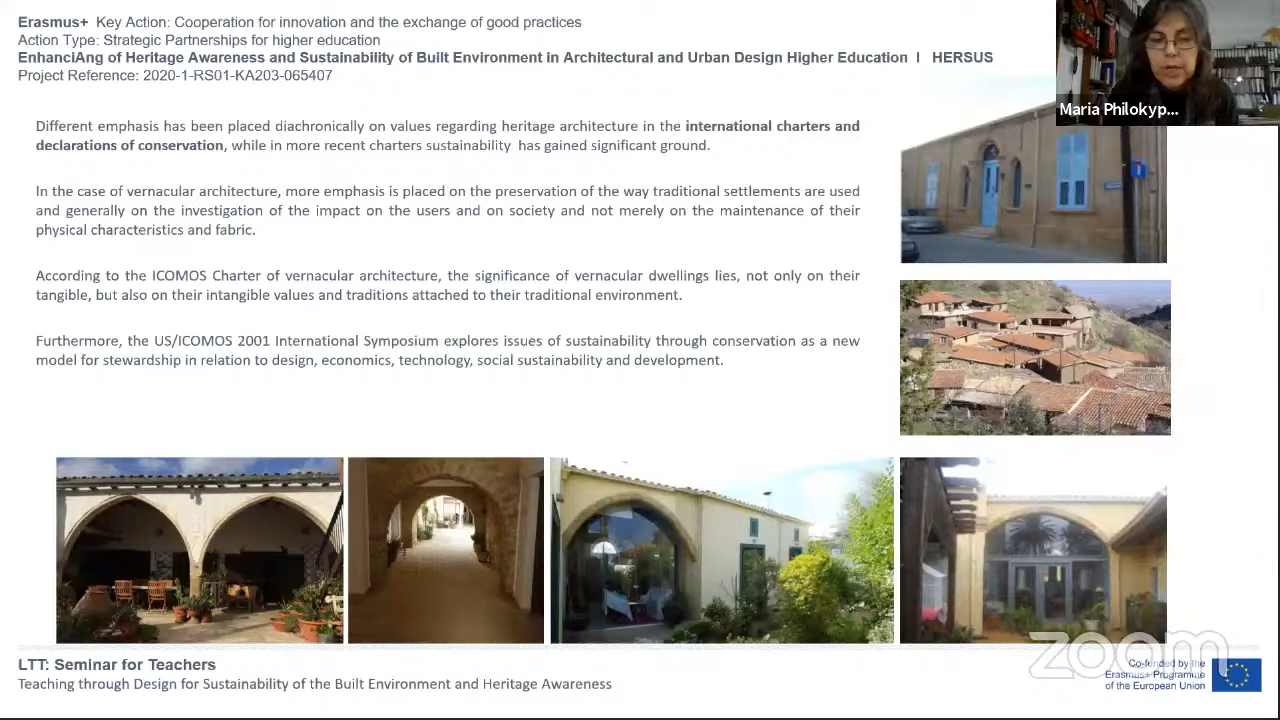 Erasmus+ Key Action: Cooperation for innovation and the exchange of good practices
Action Type: Strategic Partnerships for higher education
EnhanciAng of Heritage Awareness and Sustainability of Built Environment in Architectural and Urban Design Higher Education I HERSUS
Project Reference: 2020-1-RS01-KA203-065407
Maria Philokyp...
Different emphasis has been placed diachronically on values regarding heritage architecture in the international charters and
declarations of conservation, while in more recent charters sustainability has gained significant ground.
In the case of vernacular architecture, more emphasis is placed on the preservation of the way traditional settlements are used
and generally on the investigation of the impact on the users and on society and not merely on the maintenance of their
physical characteristics and fabric.
According to the ICOMOS Charter of vernacular architecture, the significance of vernacular dwellings lies, not only on their
tangible, but also on their intangible values and traditions attached to their traditional environment.
Furthermore, the US/ICOMOS 2001 International Symposium explores issues of sustainability through conservation as a new
model for stewardship in relation to design, economics, technology, social sustainability and development.
LTT: Seminar for Teachers
Teaching through Design for Sustainability of the Built Environment and Heritage Awareness
zoom
Co-funded by the
Erasmus+ Programme
of the European Union